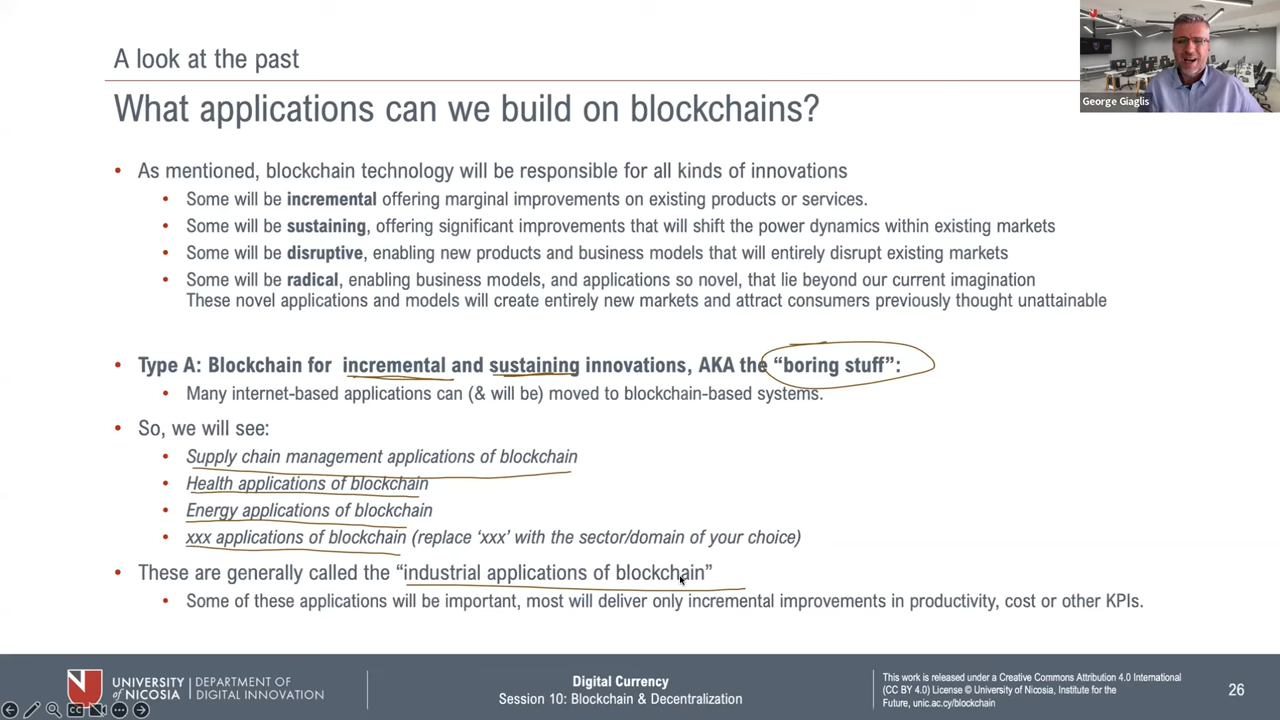 A look at the past
What applications can we build on blockchains?
George Giaglis
As mentioned, blockchain technology will be responsible for all kinds of innovations
Some will be incremental offering marginal improvements on existing products or services.
Some will be sustaining, offering significant improvements that will shift the power dynamics within existing markets
Some will be disruptive, enabling new products and business models that will entirely disrupt existing markets
Some will be radical, enabling business models, and applications so novel, that lie beyond our current imagination
These novel applications and models will create entirely new markets and attract consumers previously thought unattainable
Type A: Blockchain for incremental and sustaining innovations, AKA the “boring stuff”:
Many internet-based applications can (& will be) moved to blockchain-based systems.
So, we will see:
Supply chain management applications of blockchain
Health applications of blockchain
Energy applications of blockchain
xxx applications of blockchain (replace ‘xxx’ with the sector/domain of your choice)
These are generally called the “industrial applications of blockchain”
Some of these applications will be important, most will deliver only incremental improvements in productivity, cost or other KPIs.
UNIVERSITY of NICOSIA
DEPARTMENT OF DIGITAL INNOVATION
Digital Currency
Session 10: Blockchain & Decentralization
This work is released under a Creative Commons Attribution 4.0 International
(CC BY 4.0) License © University of Nicosia, Institute for the
Future, unic.ac.cy/blockchain
26